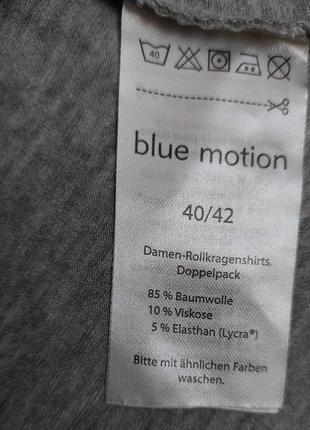 40
blue motion
40/42
Damen-Rollkragenshirts,
Doppelpack
85 % Baumwolle
10 % Viskose
5 % Elasthan (Lycra®)
Bitte mit ähnlichen Farben
waschen.